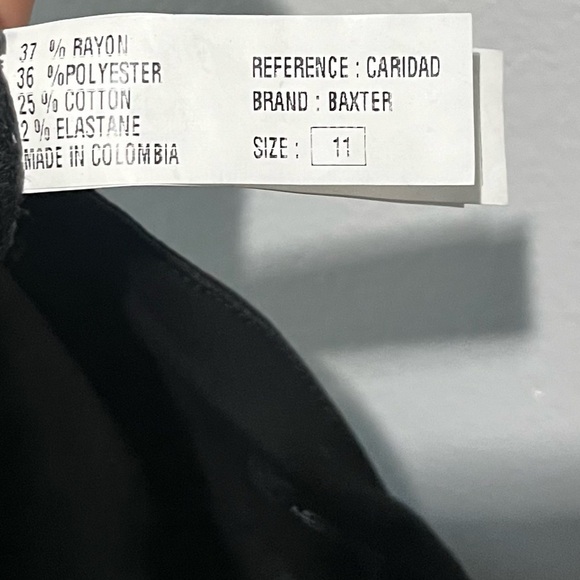 37 % RAYON
36 %POLYESTER
25 % COTTON
2 % ELASTANE
MADE IN COLOMBIA
REFERENCE : CARIDAD
BRAND : BAXTER
SIZE : 11